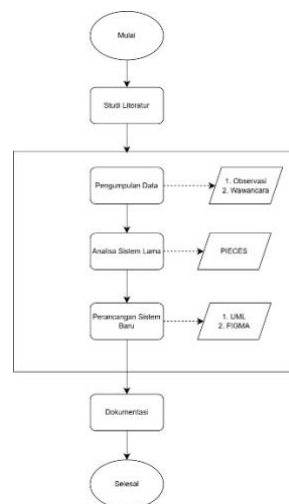 Mulai
Studi Literatur
Pengumpulan Data
1. Observasi
2. Wawancara
Analisa Sistem Lama
PIECES
Perancangan Sistem
Baru
1. UML
2. FIGMA
Dokumentasi
Selesai